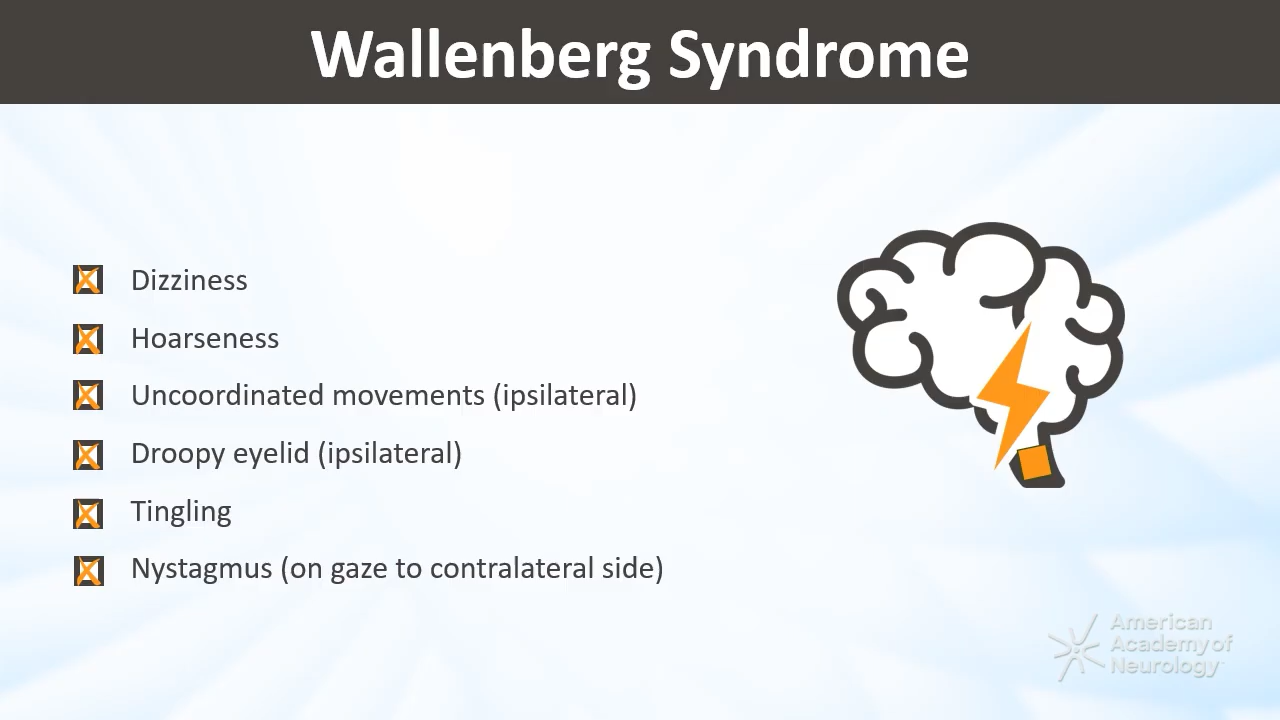 Wallenberg Syndrome
Dizziness
Hoarseness
Uncoordinated movements (ipsilateral)
Droopy eyelid (ipsilateral)
Tingling
Nystagmus (on gaze to contralateral side)
American
Academy of
Neurology